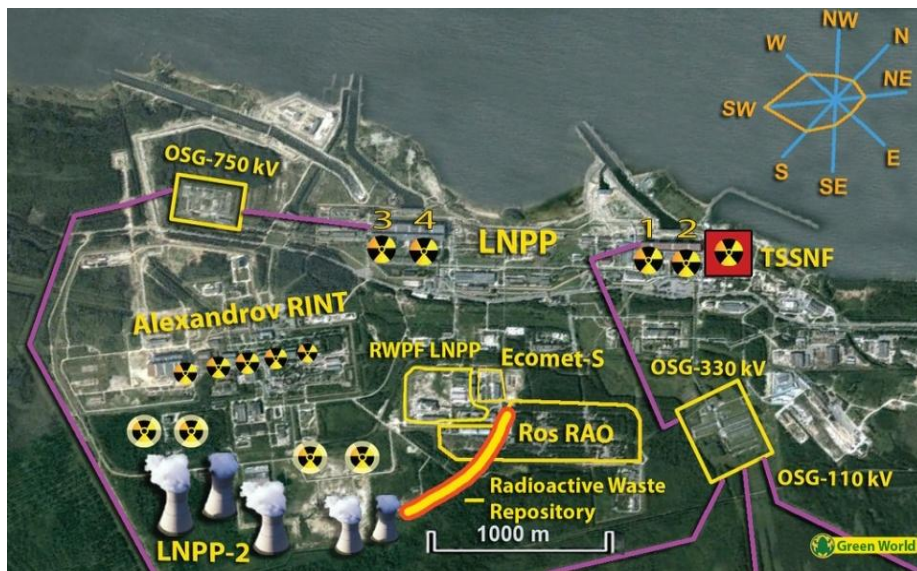 NW
W
N
NE
SW
S
E
SE
OSG-750 kV
3 4
LNPP
1 2
TSSNF
Alexandrov RINT
RWPF LNPP
Ecomet-S
OSG-330 kV
Ros RAO
OSG-110 kV
Radioactive Waste
Repository
LNPP-2
1000 m
Green World